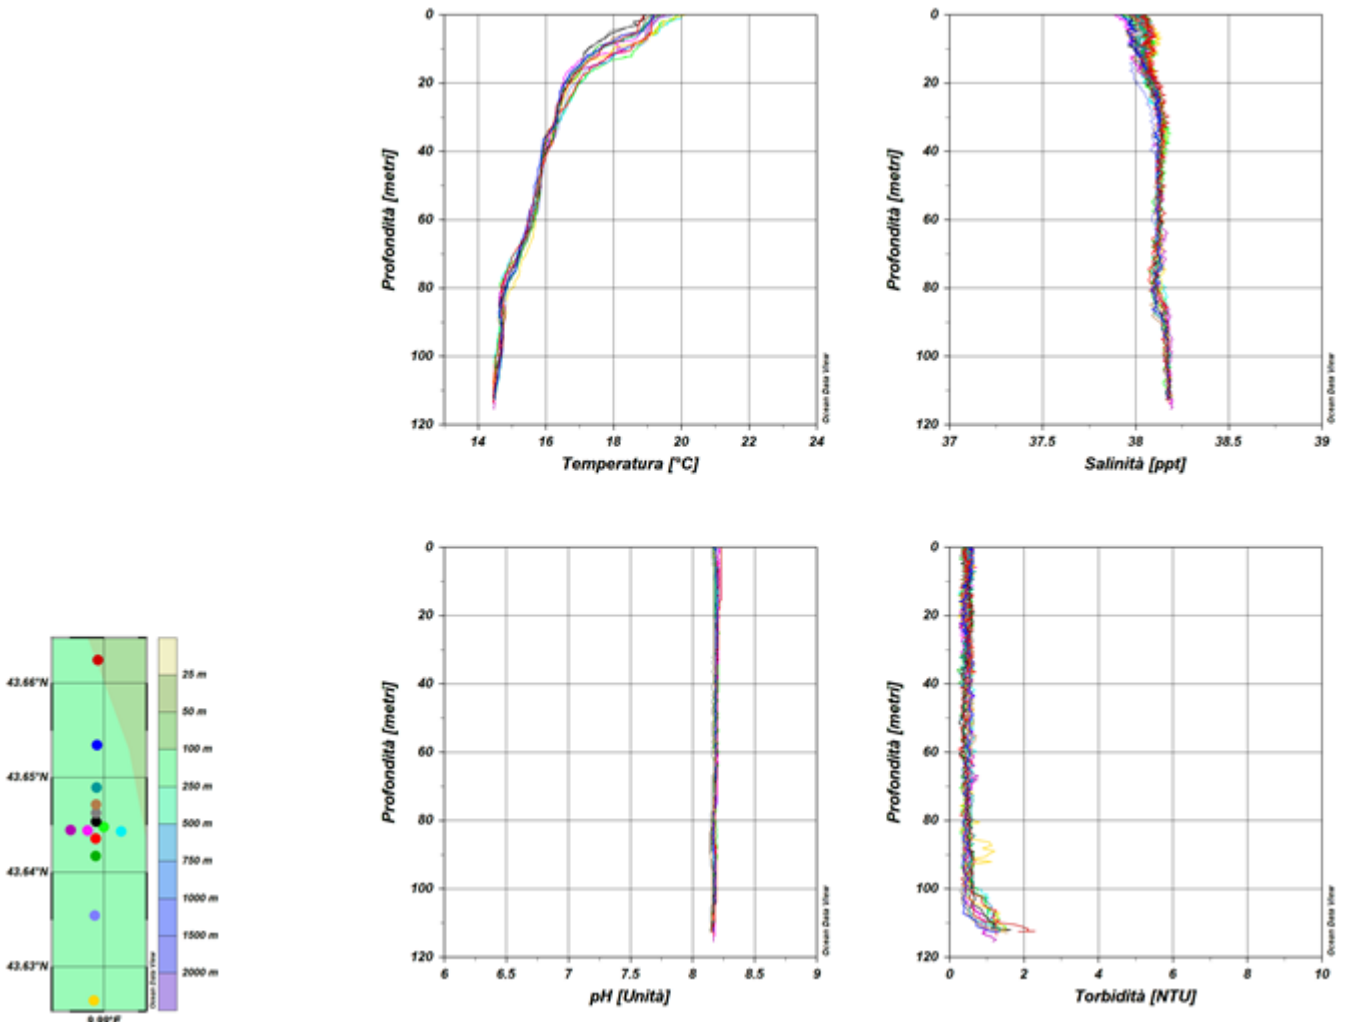 0
20
40
60
80
100
120
Profondità [metri]
14 16 18 20 22 24
Temperatura [°C]
Ocean Data View
0
20
40
60
80
100
120
Profondità [metri]
37 37.5 38 38.5 39
Salinità [ppt]
Ocean Data View
43.66°N
43.65°N
43.64°N
43.63°N
9.98°E
25 m
50 m
100 m
250 m
500 m
750 m
1000 m
1500 m
2000 m
Ocean Data View
0
20
40
60
80
100
120
Profondità [metri]
6 6.5 7 7.5 8 8.5 9
pH [Unità]
Ocean Data View
0
20
40
60
80
100
120
Profondità [metri]
0 2 4 6 8 10
Torbidità [NTU]
Ocean Data View